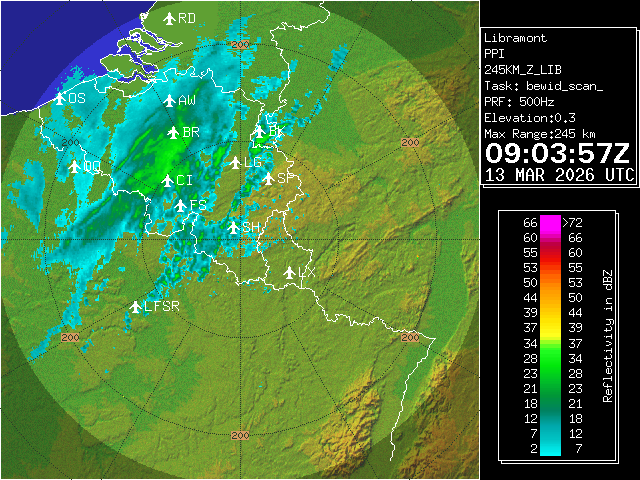 Libramont
PPI
245KM_Z_LIB
Task: bewid_scan_
PRF: 500Hz
Elevation:0.3
Max Range:245 km
09:03:57Z
13 MAR 2026 UTC
RD
200
OS
AW
BR
BK
200
200
LG
CI
SP
FS
SH
LX
LFSR
200
200
200
66 >72
60 66
55 60
53 55
50 53
44 50
39 44
37 39
34 37
28 34
23 28
21 23
18 21
12 18
7 12
2 7
Reflectivity in dBZ